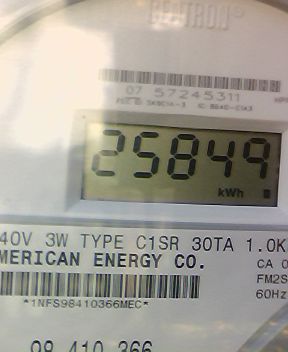 CENTRON®
07 57245311
25849
kWh
40V 3W TYPE C1SR 30TA 1.0K
MERICAN ENERGY CO.
CA 0
FM2S
60Hz
*1NFS98410366MEC*
98 410 366